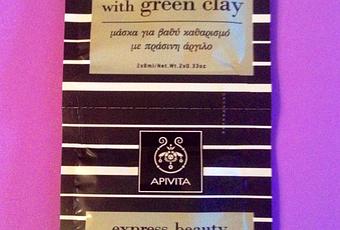 with green clay
μάσκα για βαθύ καθαρισμό
με πράσινη άργιλο
2x8ml/Net.Wt.2x0.33oz
APIVITA
express beauty